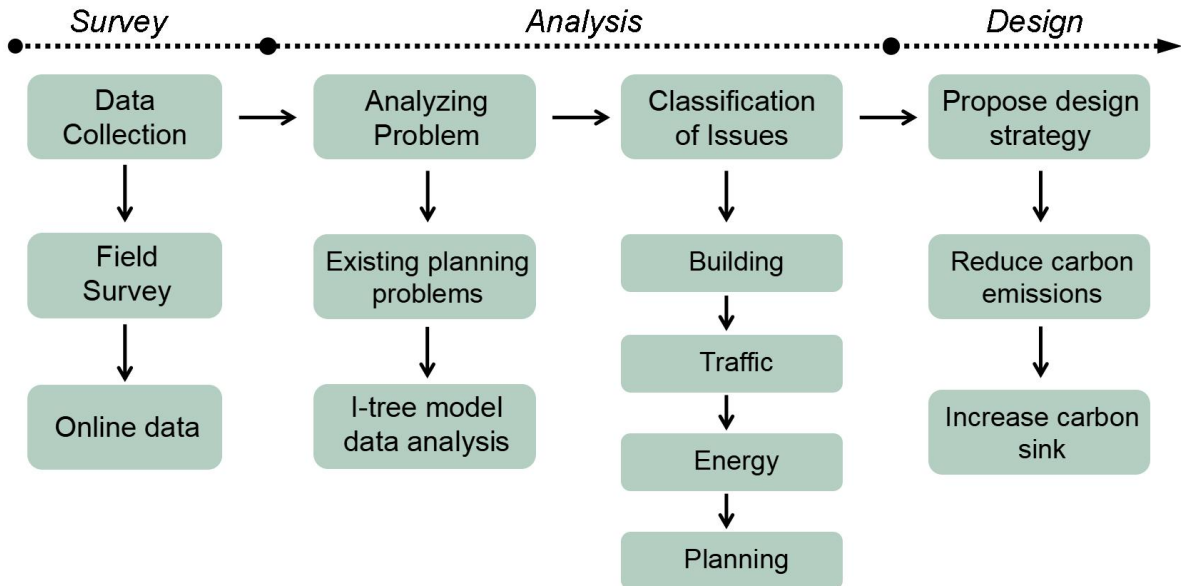 Survey
Analysis
Design
Data
Collection
Analyzing
Problem
Classification
of Issues
Propose design
strategy
Field
Survey
Existing planning
problems
Building
Reduce carbon
emissions
Traffic
Online data
I-tree model
data analysis
Increase carbon
sink
Energy
Planning